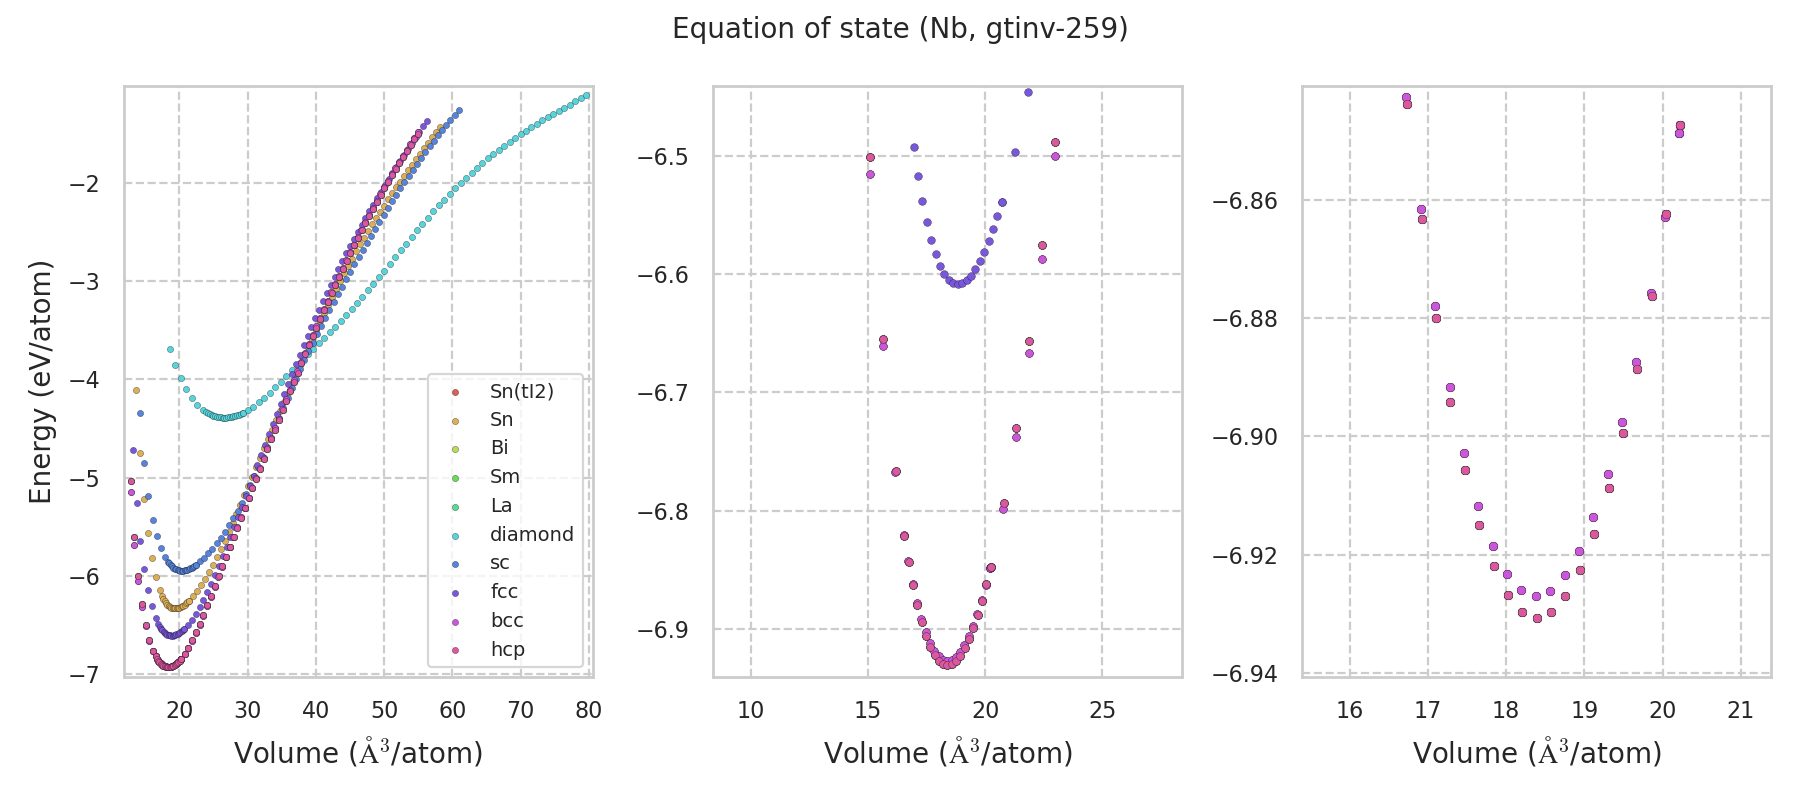 Equation of state (Nb, gtinv-259)
Energy (eV/atom)
−2
−3
−4
−5
−6
−7
20 30 40 50 60 70 80
Volume (Å³/atom)
Sn(tI2)
Sn
Bi
Sm
La
diamond
sc
fcc
bcc
hcp
−6.5
−6.6
−6.7
−6.8
−6.9
10 15 20 25
Volume (Å³/atom)
−6.86
−6.88
−6.90
−6.92
−6.94
16 17 18 19 20 21
Volume (Å³/atom)